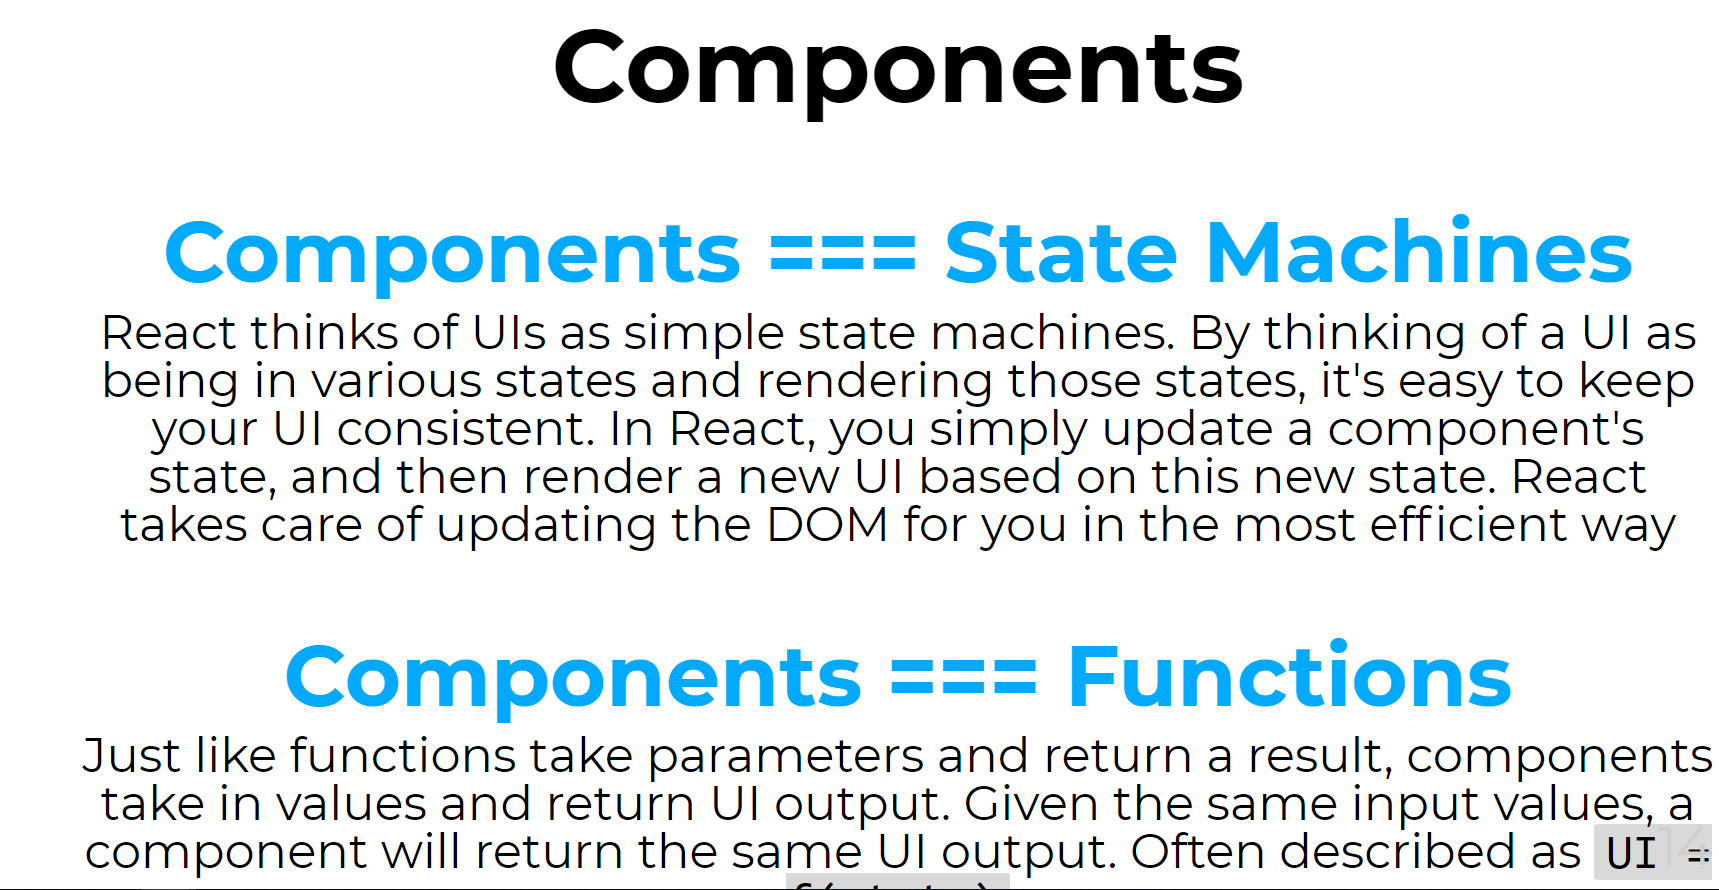 Components
Components === State Machines
React thinks of UIs as simple state machines. By thinking of a UI as
being in various states and rendering those states, it's easy to keep
your UI consistent. In React, you simply update a component's
state, and then render a new UI based on this new state. React
takes care of updating the DOM for you in the most efficient way
Components === Functions
Just like functions take parameters and return a result, components
take in values and return UI output. Given the same input values, a
component will return the same UI output. Often described as UI
14